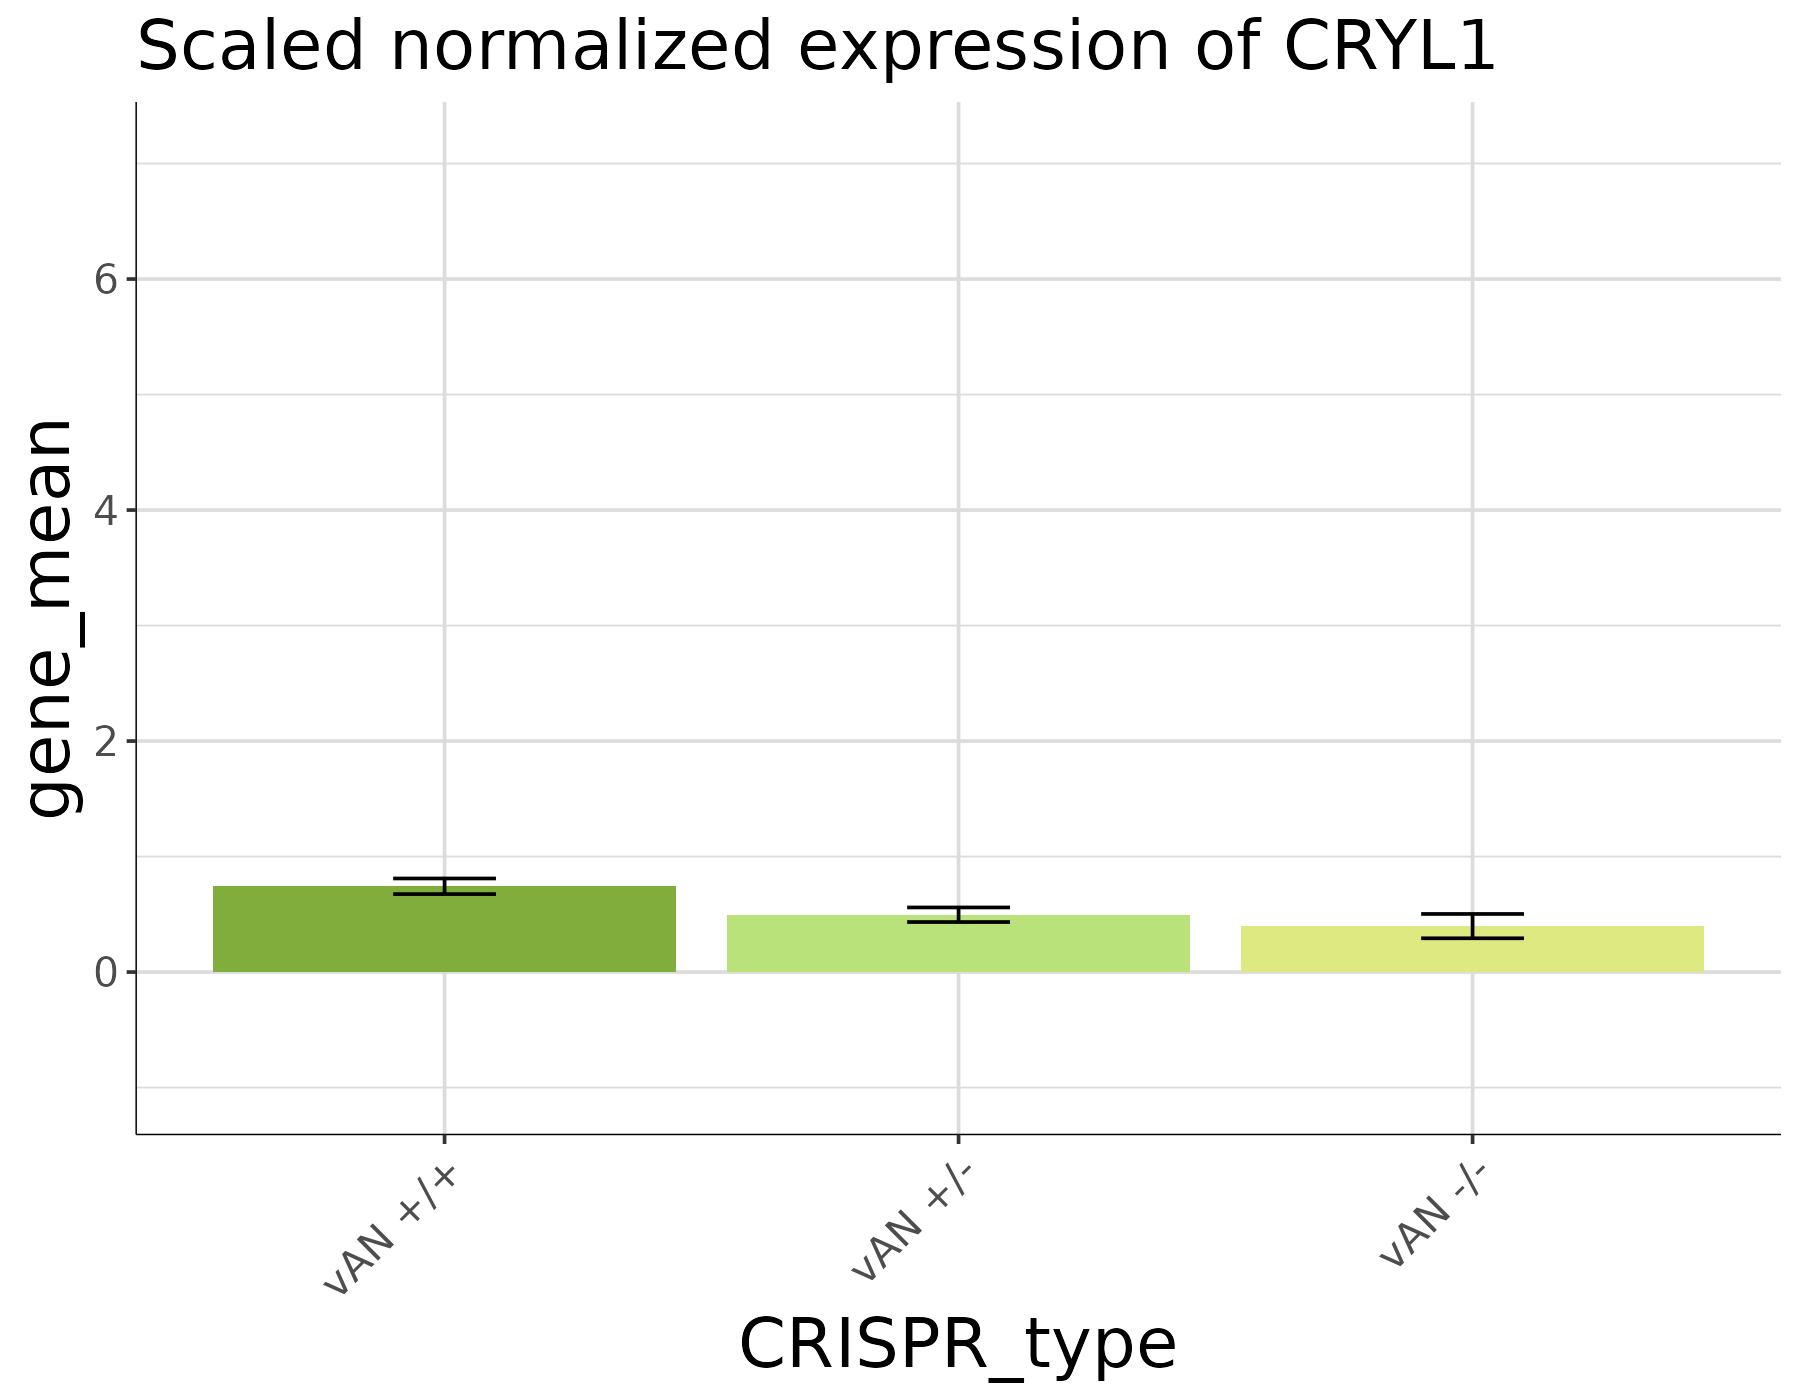 Scaled normalized expression of CRYL1
gene_mean
6
4
2
0
vAN +/+
vAN +/-
vAN -/-
CRISPR_type